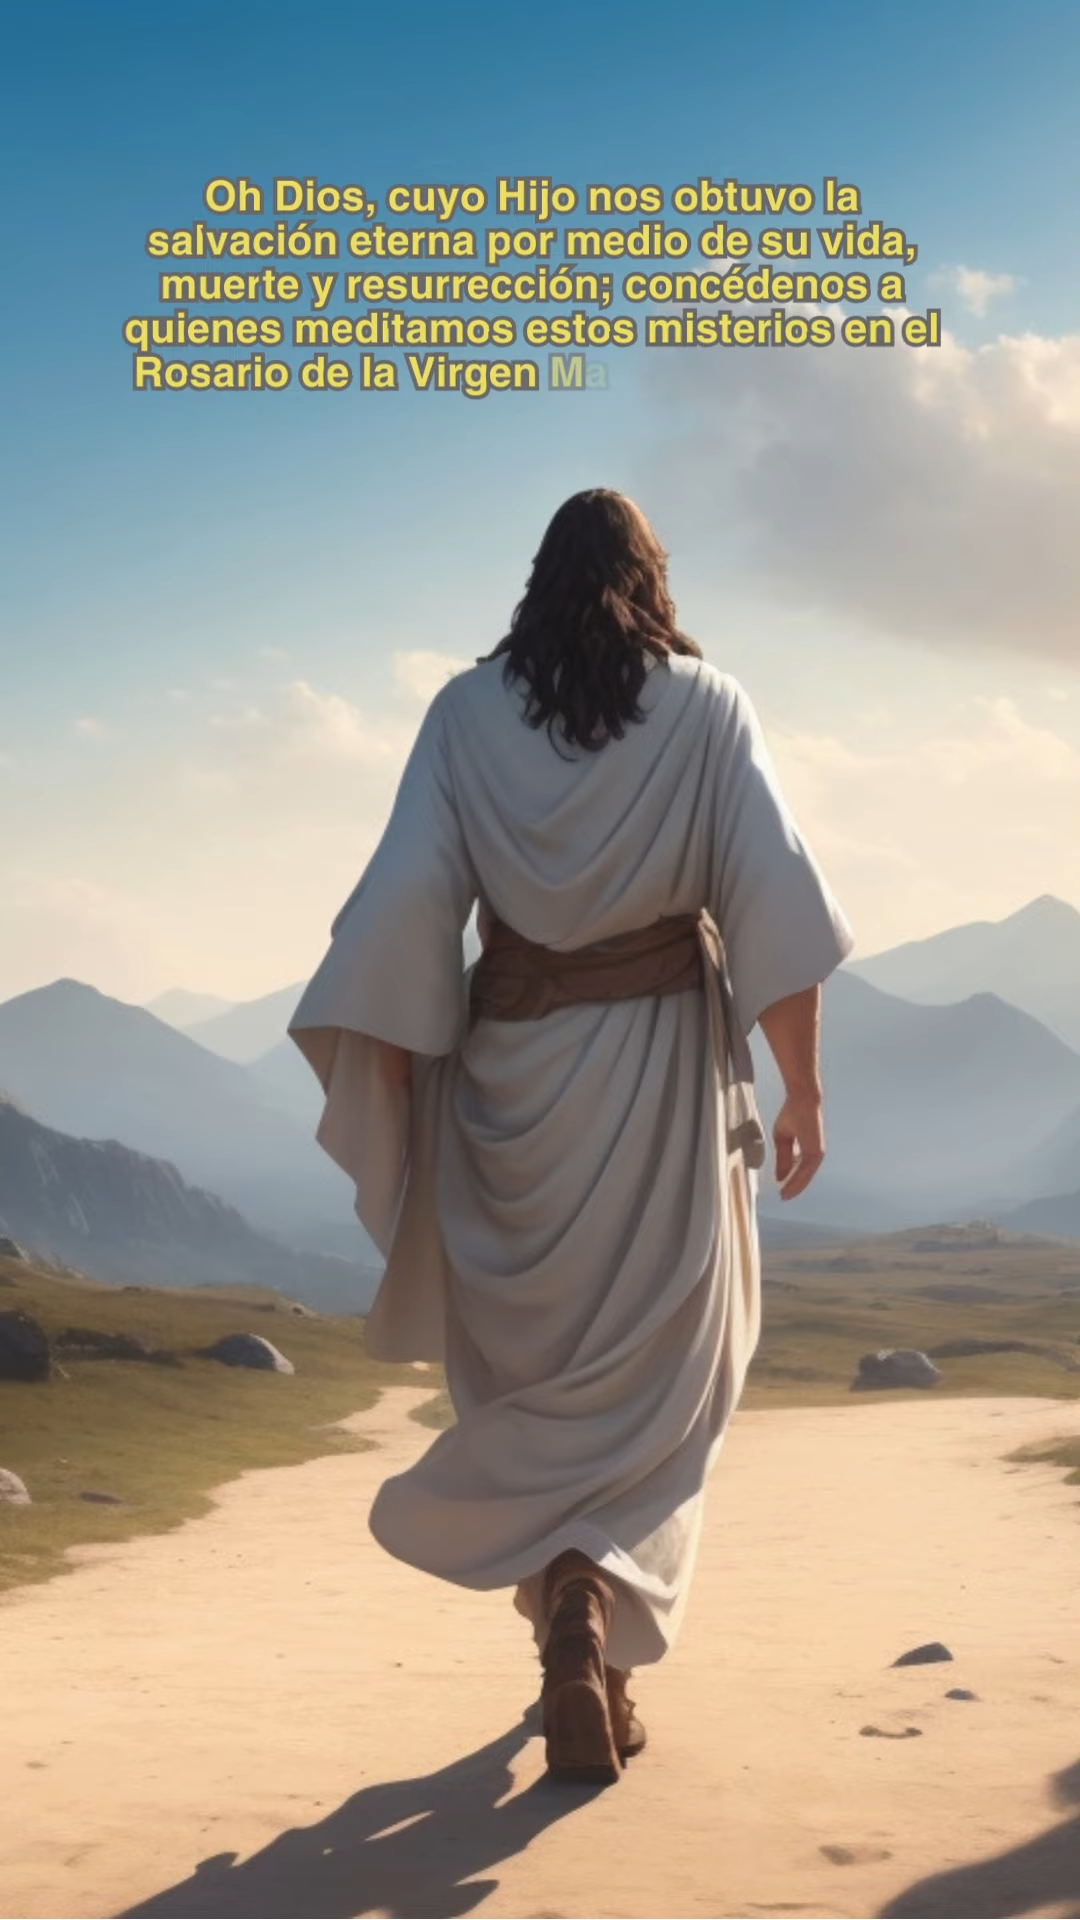 Oh Dios, cuyo Hijo nos obtuvo la
salvación eterna por medio de su vida,
muerte y resurrección; concédenos a
quienes meditamos estos misterios en el
Rosario de la Virgen Ma